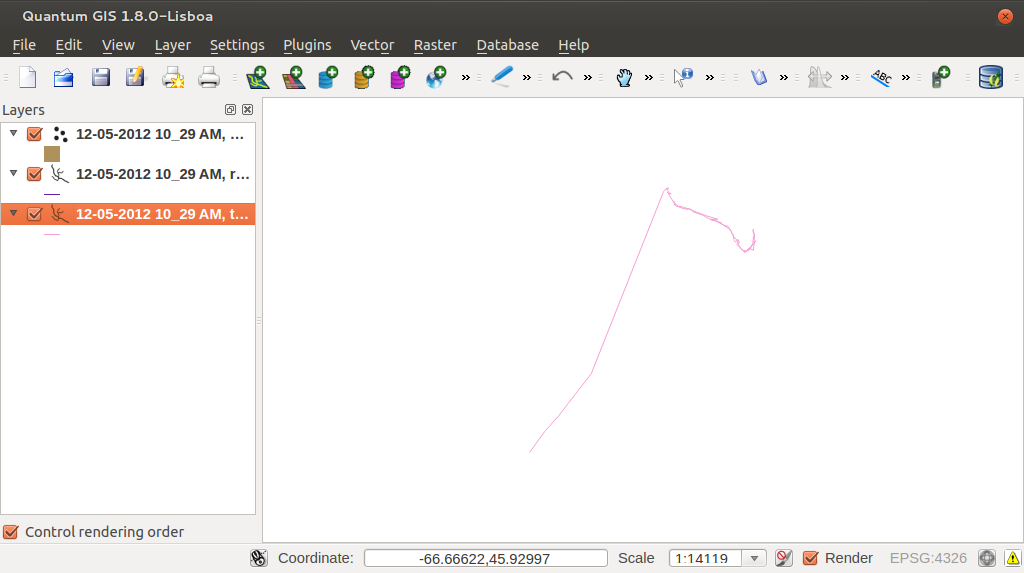 Quantum GIS 1.8.0-Lisboa
File Edit View Layer Settings Plugins Vector Raster Database Help
» » » » » » » ABC »
Layers
12-05-2012 10_29 AM, ...
12-05-2012 10_29 AM, r...
12-05-2012 10_29 AM, t...
Control rendering order
Coordinate: -66.66622,45.92997 Scale 1:14119 Render EPSG:4326